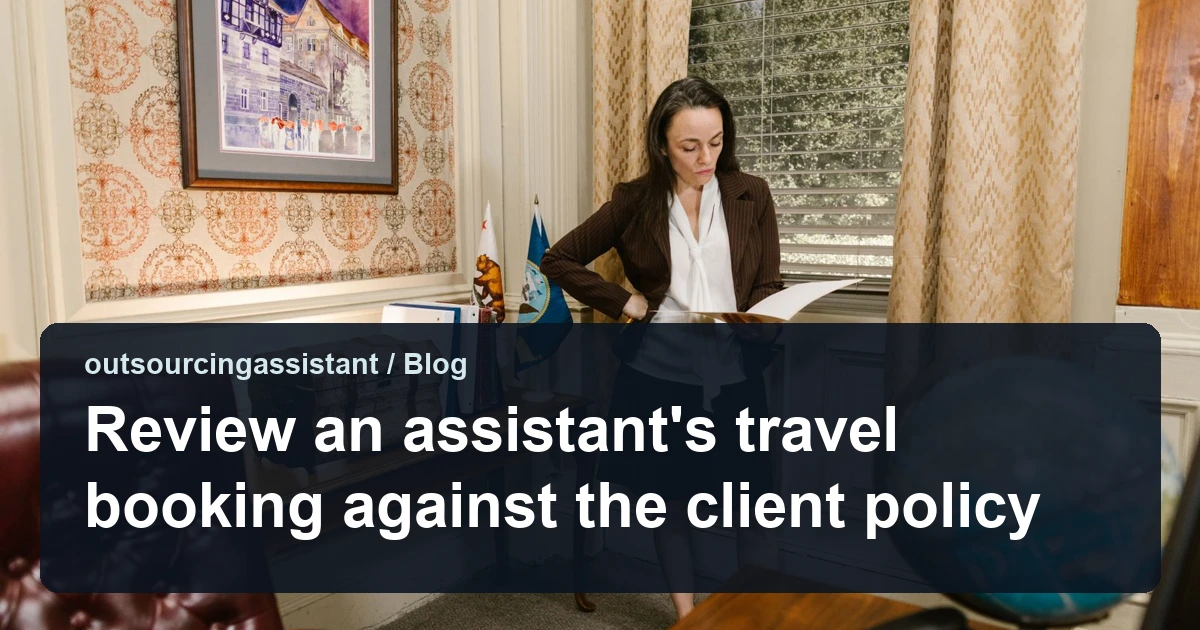 outsourcingassistant / Blog
Review an assistant's travel
booking against the client policy